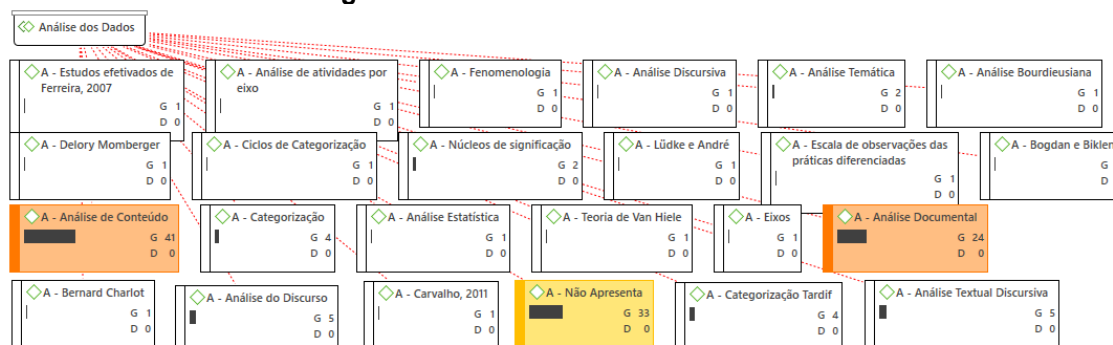 Análise dos Dados
A - Estudos efetivados de
Ferreira, 2007
G 1
D 0
A - Análise de atividades por
eixo
G 1
D 0
A - Fenomenologia
G 1
D 0
A - Análise Discursiva
G 1
D 0
A - Análise Temática
G 2
D 0
A - Análise Bourdieusiana
G 1
D 0
A - Delory Momberger
G 1
D 0
A - Ciclos de Categorização
G 1
D 0
A - Núcleos de significação
G 2
D 0
A - Lüdke e André
G 1
D 0
A - Escala de observações das
práticas diferenciadas
G 1
D 0
A - Bogdan e Biklen
G
D
A - Análise de Conteúdo
G 41
D 0
A - Categorização
G 4
D 0
A - Análise Estatística
G 1
D 0
A - Teoria de Van Hiele
G 1
D 0
A - Eixos
G 1
D 0
A - Análise Documental
G 24
D 0
A - Bernard Charlot
G 1
D 0
A - Análise do Discurso
G 5
D 0
A - Carvalho, 2011
G 1
D 0
A - Não Apresenta
G 33
D 0
A - Categorização Tardif
G 4
D 0
A - Análise Textual Discursiva
G 5
D 0